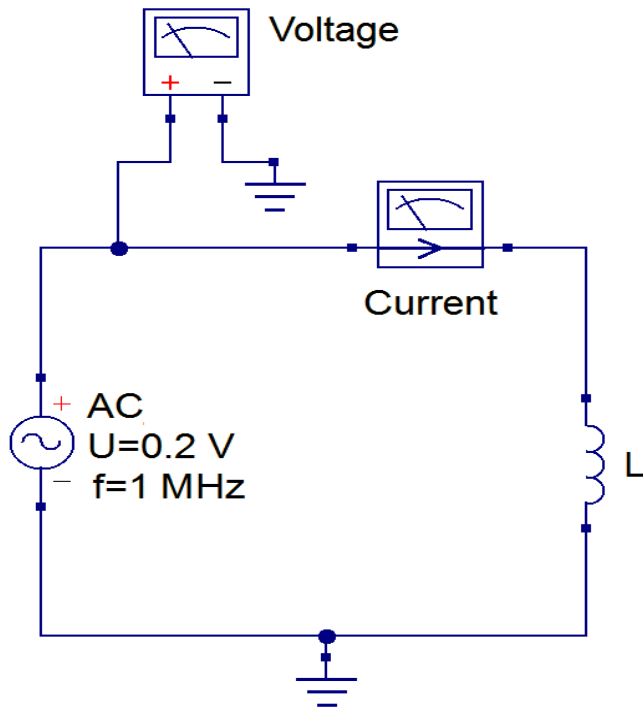 Voltage
+ −
Current
+
AC
U=0.2 V
− f=1 MHz
L